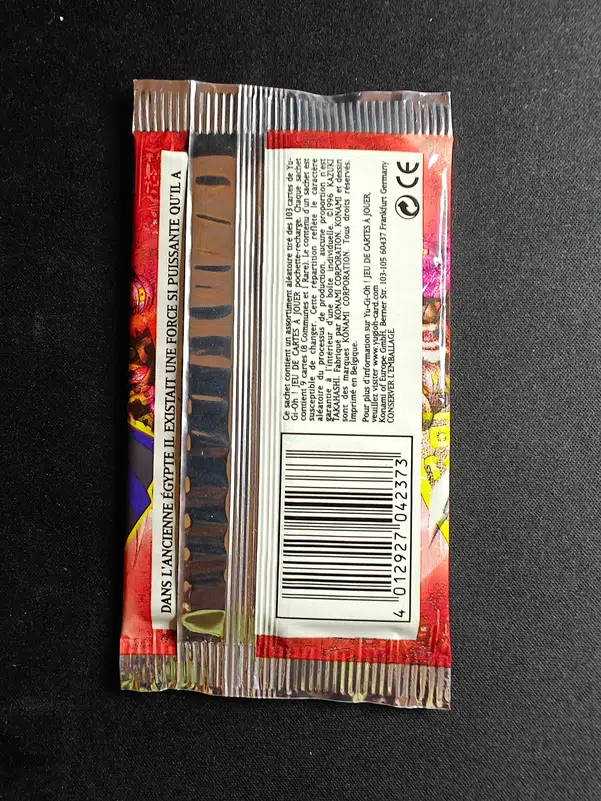 DANS L'ANCIENNE ÉGYPTE IL EXISTAIT UNE FORCE SI PUISSANTE QU'IL A
Ce sachet contient un assortiment aléatoire tiré des 103 cartes de Yu-
Gi-Oh ! JEU DE CARTES À JOUER pochette-recharge. Chaque sachet
contient 9 cartes (8 Communes et 1 Rare). Le contenu d'un sachet est
susceptible de changer. Cette répartition reflète le caractère
aléatoire du processus de production, aucune proportion n'est
garantie à l'intérieur d'une boîte individuelle. ©1996 KAZUKI
TAKAHASHI. Fabriqué par KONAMI CORPORATION. KONAMI et dessin
sont des marques KONAMI CORPORATION. Tous droits réservés.
Imprimé en Belgique.
Pour plus d'information sur Yu-Gi-Oh ! JEU DE CARTES À JOUER,
veuillez visiter www.yugioh-card.com
Konami of Europe GmbH, Berner Str. 103-105 60437 Frankfurt Germany
CONSERVER L'EMBALLAGE.
CE
4 012927 042373